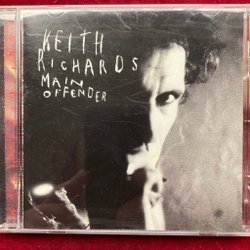 KEITH
RICHARDS
MAIN
OFFENDER